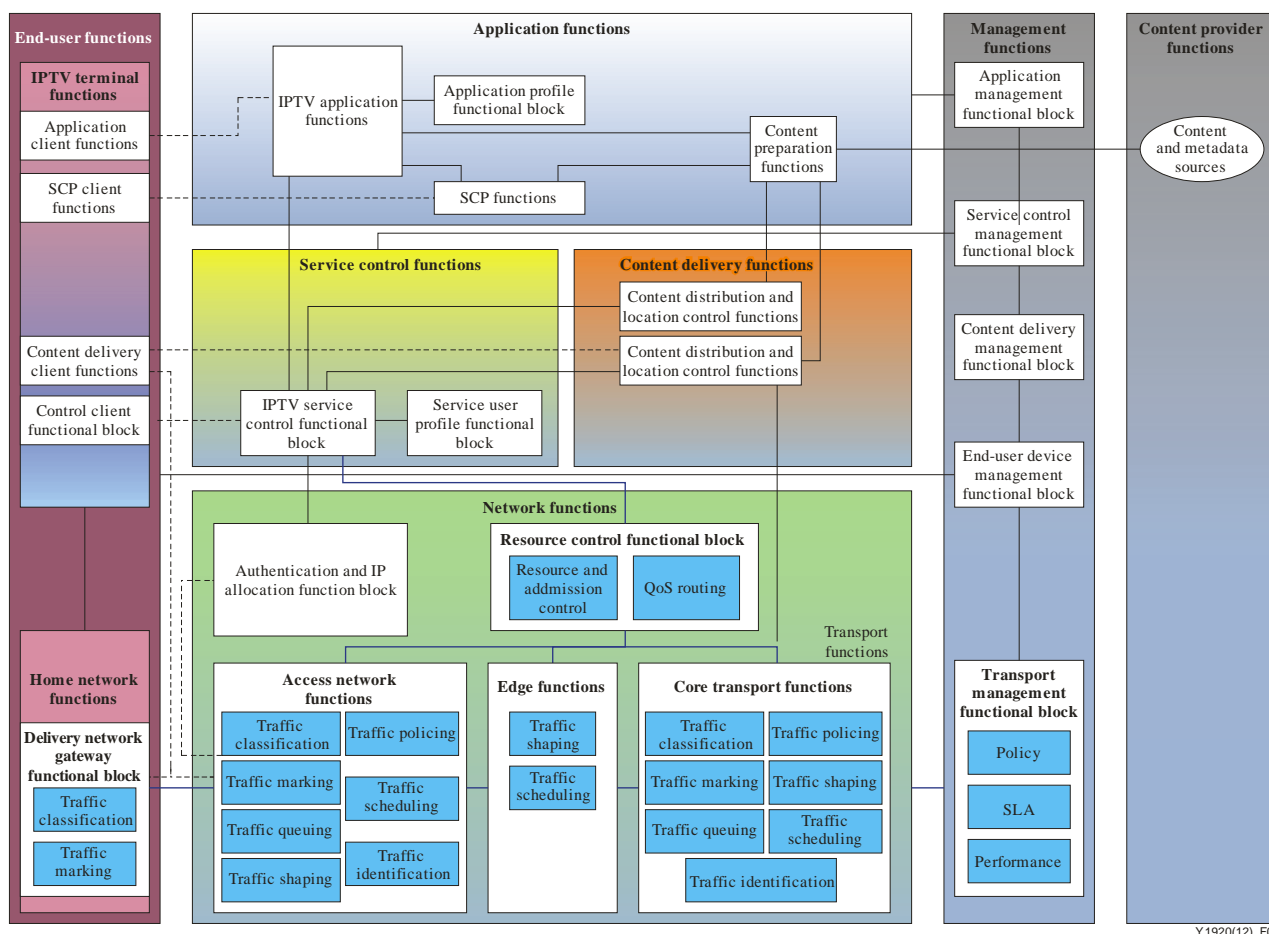 End-user functions
IPTV terminal
functions
Application
client functions
SCP client
functions
Content delivery
client functions
Control client
functional block
Home network
functions
Delivery network
gateway
functional block
Traffic
classification
Traffic
marking
Application functions
IPTV application
functions
Application profile
functional block
Content
preparation
functions
SCP functions
Service control functions
IPTV service
control functional
block
Service user
profile functional
block
Content delivery functions
Content distribution and
location control functions
Content distribution and
location control functions
Network functions
Authentication and IP
allocation function block
Resource control functional block
Resource and
addmission
control
QoS routing
Transport
functions
Access network
functions
Traffic
classification
Traffic policing
Traffic marking
Traffic
scheduling
Traffic queuing
Traffic
identification
Traffic shaping
Edge functions
Traffic
shaping
Traffic
scheduling
Core transport functions
Traffic
classification
Traffic policing
Traffic marking
Traffic shaping
Traffic queuing
Traffic
scheduling
Traffic identification
Management
functions
Application
management
functional block
Service control
management
functional block
Content delivery
management
functional block
End-user device
management
functional block
Transport
management
functional block
Policy
SLA
Performance
Content provider
functions
Content
and metadata
sources